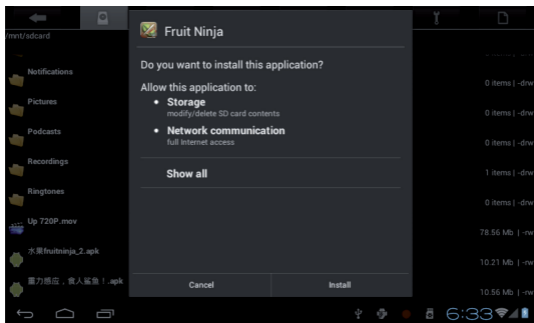 /mnt/sdcard
Fruit Ninja
Do you want to install this application?
Allow this application to:
Storage
modify/delete SD card contents
Network communication
full Internet access
Show all
Cancel
Install
Notifications
0 items | -drw
Pictures
0 items | -drw
Podcasts
0 items | -drw
Recordings
1 items | -drw
Ringtones
0 items | -drw
Up 720P.mov
78.56 Mb | -rw
水果fruitninja_2.apk
10.21 Mb | -rw
重力感应，食人鲨鱼！.apk
10.56 Mb | -rw
6:33